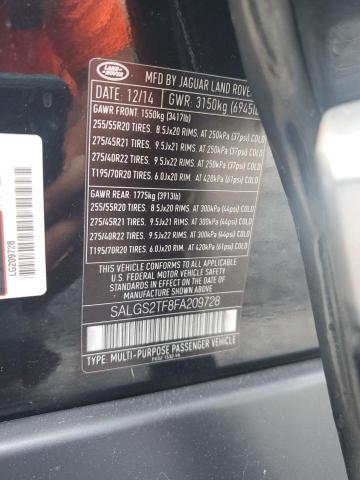 LAND ROVER
MFD BY JAGUAR LAND ROVE
DATE: 12/14 GWR: 3150kg (6945l
GAWR FRONT: 1550kg (3417lb)
255/55R20 TIRES. 8.5Jx20 RIMS. AT 250kPa (37psi) COLD
275/45R21 TIRES. 9.5Jx21 RIMS. AT 250kPa (37psi) COLD
275/40R22 TIRES. 9.5Jx22 RIMS. AT 250kPa (37psi) COLD
T195/70R20 TIRES. 6.0JX20 RIM. AT 420kPa (61psi) COLD
GAWR REAR: 1775kg (3913lb)
255/55R20 TIRES. 8.5Jx20 RIMS. AT 300kPa (44psi) COLD
275/45R21 TIRES. 9.5Jx21 RIMS. AT 300kPa (44psi) COLD
275/40R22 TIRES. 9.5Jx22 RIMS. AT 300kPa (44psi) COLD
T195/70R20 TIRES. 6.0JX20 RIM. AT 420kPa (61psi) COLD
THIS VEHICLE CONFORMS TO ALL APPLICABLE
U.S. FEDERAL MOTOR VEHICLE SAFETY STANDARDS
IN EFFECT ON THE DATE OF MANUFACTURE SHOWN ABOVE.
SALGS2TF8FA209728
TYPE: MULTI-PURPOSE PASSENGER VEHICLE
LG209728